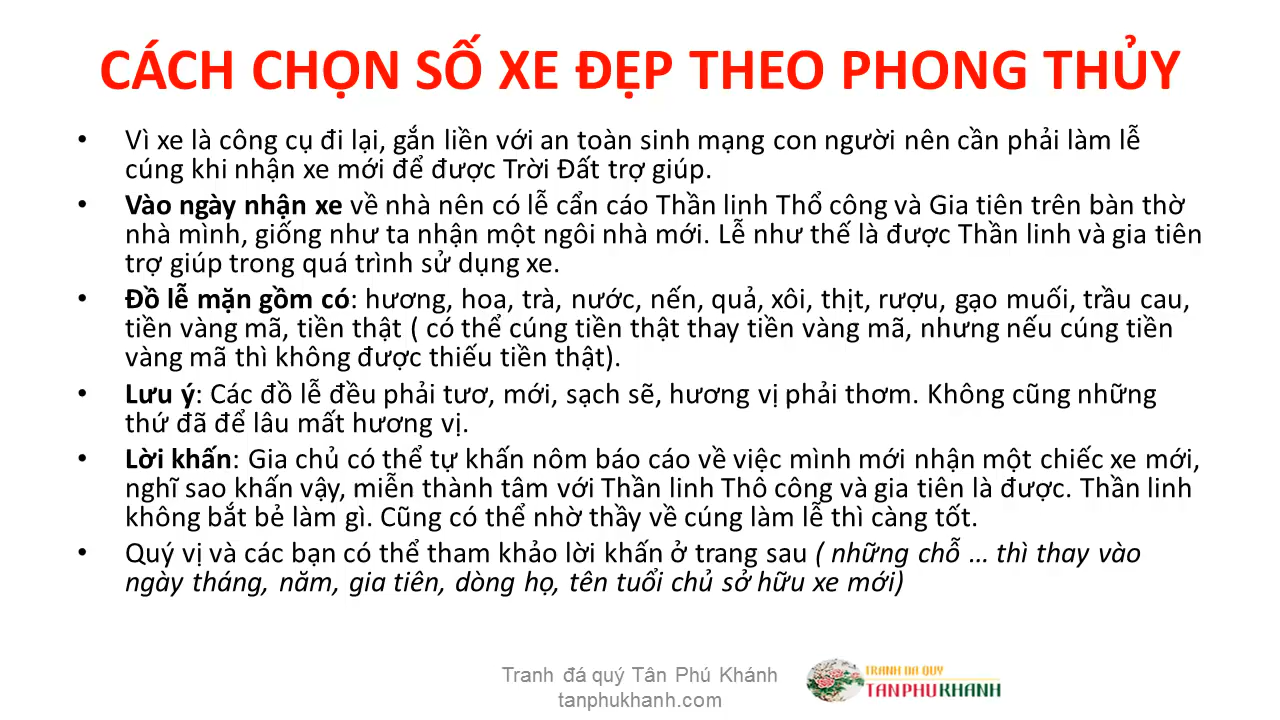 CÁCH CHỌN SỐ XE ĐẸP THEO PHONG THỦY
• Vì xe là công cụ đi lại, gắn liền với an toàn sinh mạng con người nên cần phải làm lễ
cúng khi nhận xe mới để được Trời Đất trợ giúp.
• Vào ngày nhận xe về nhà nên có lễ cẩn cáo Thần linh Thổ công và Gia tiên trên bàn thờ
nhà mình, giống như ta nhận một ngôi nhà mới. Lễ như thế là được Thần linh và gia tiên
trợ giúp trong quá trình sử dụng xe.
• Đồ lễ mặn gồm có: hương, hoa, trà, nước, nến, quả, xôi, thịt, rượu, gạo muối, trầu cau,
tiền vàng mã, tiền thật ( có thể cúng tiền thật thay tiền vàng mã, nhưng nếu cúng tiền
vàng mã thì không được thiếu tiền thật).
• Lưu ý: Các đồ lễ đều phải tươ, mới, sạch sẽ, hương vị phải thơm. Không cũng những
thứ đã để lâu mất hương vị.
• Lời khấn: Gia chủ có thể tự khấn nôm báo cáo về việc mình mới nhận một chiếc xe mới,
nghĩ sao khấn vậy, miễn thành tâm với Thần linh Thô công và gia tiên là được. Thần linh
không bắt bẻ làm gì. Cũng có thể nhờ thầy về cúng làm lễ thì càng tốt.
• Quý vị và các bạn có thể tham khảo lời khấn ở trang sau ( những chỗ … thì thay vào
ngày tháng, năm, gia tiên, dòng họ, tên tuổi chủ sở hữu xe mới)
Tranh đá quý Tân Phú Khánh
tanphukhanh.com
TRANH DA QUY
TANPHUKHANH